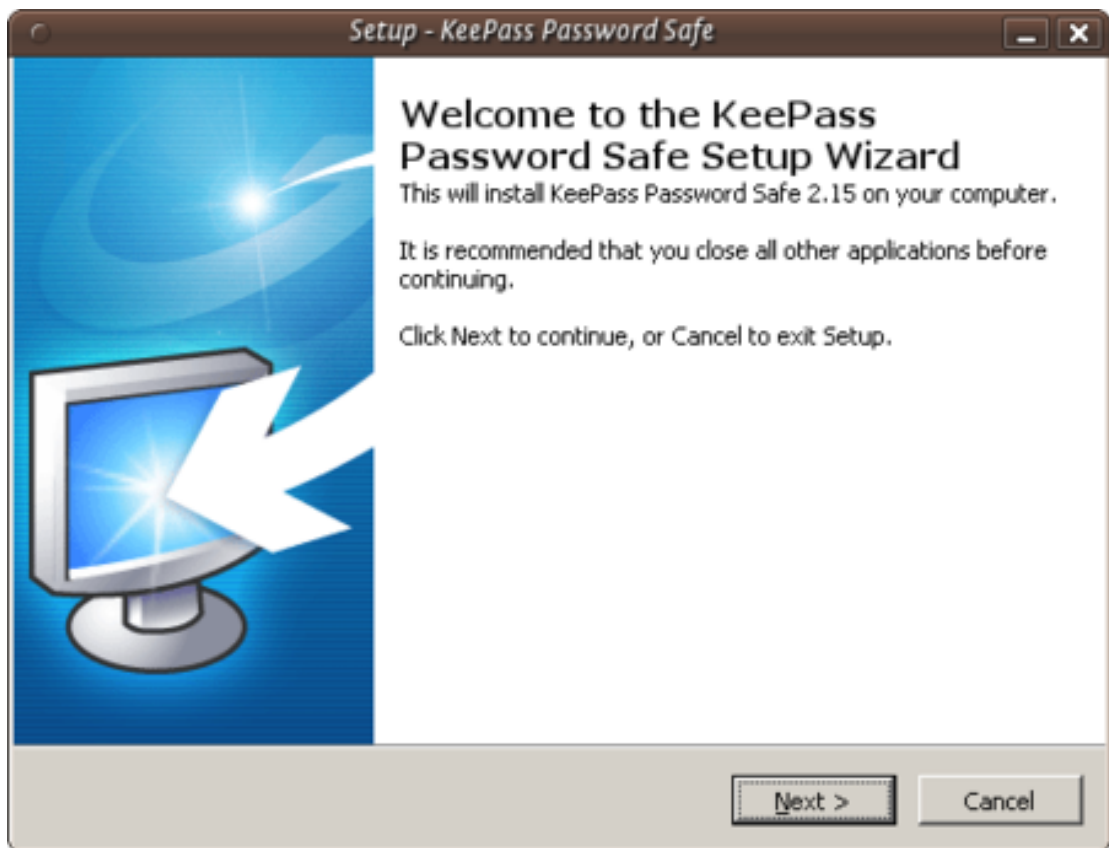 Setup - KeePass Password Safe
Welcome to the KeePass
Password Safe Setup Wizard
This will install KeePass Password Safe 2.15 on your computer.
It is recommended that you close all other applications before
continuing.
Click Next to continue, or Cancel to exit Setup.
Next >
Cancel